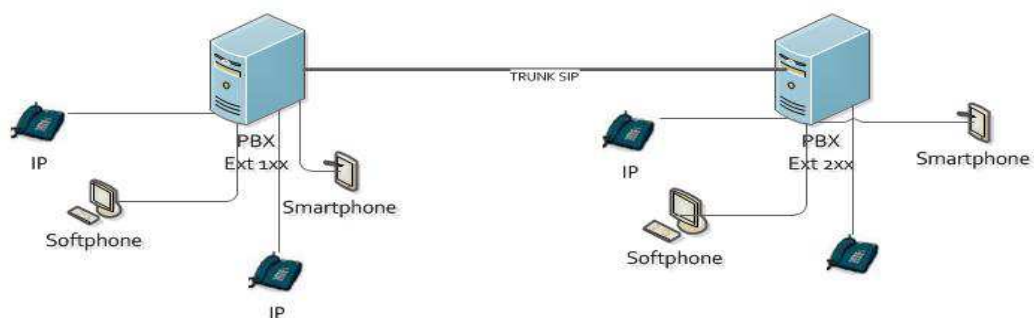 TRUNK SIP
PBX
Ext 1xx
IP
Smartphone
Softphone
IP
PBX
Ext 2xx
Smartphone
IP
Softphone